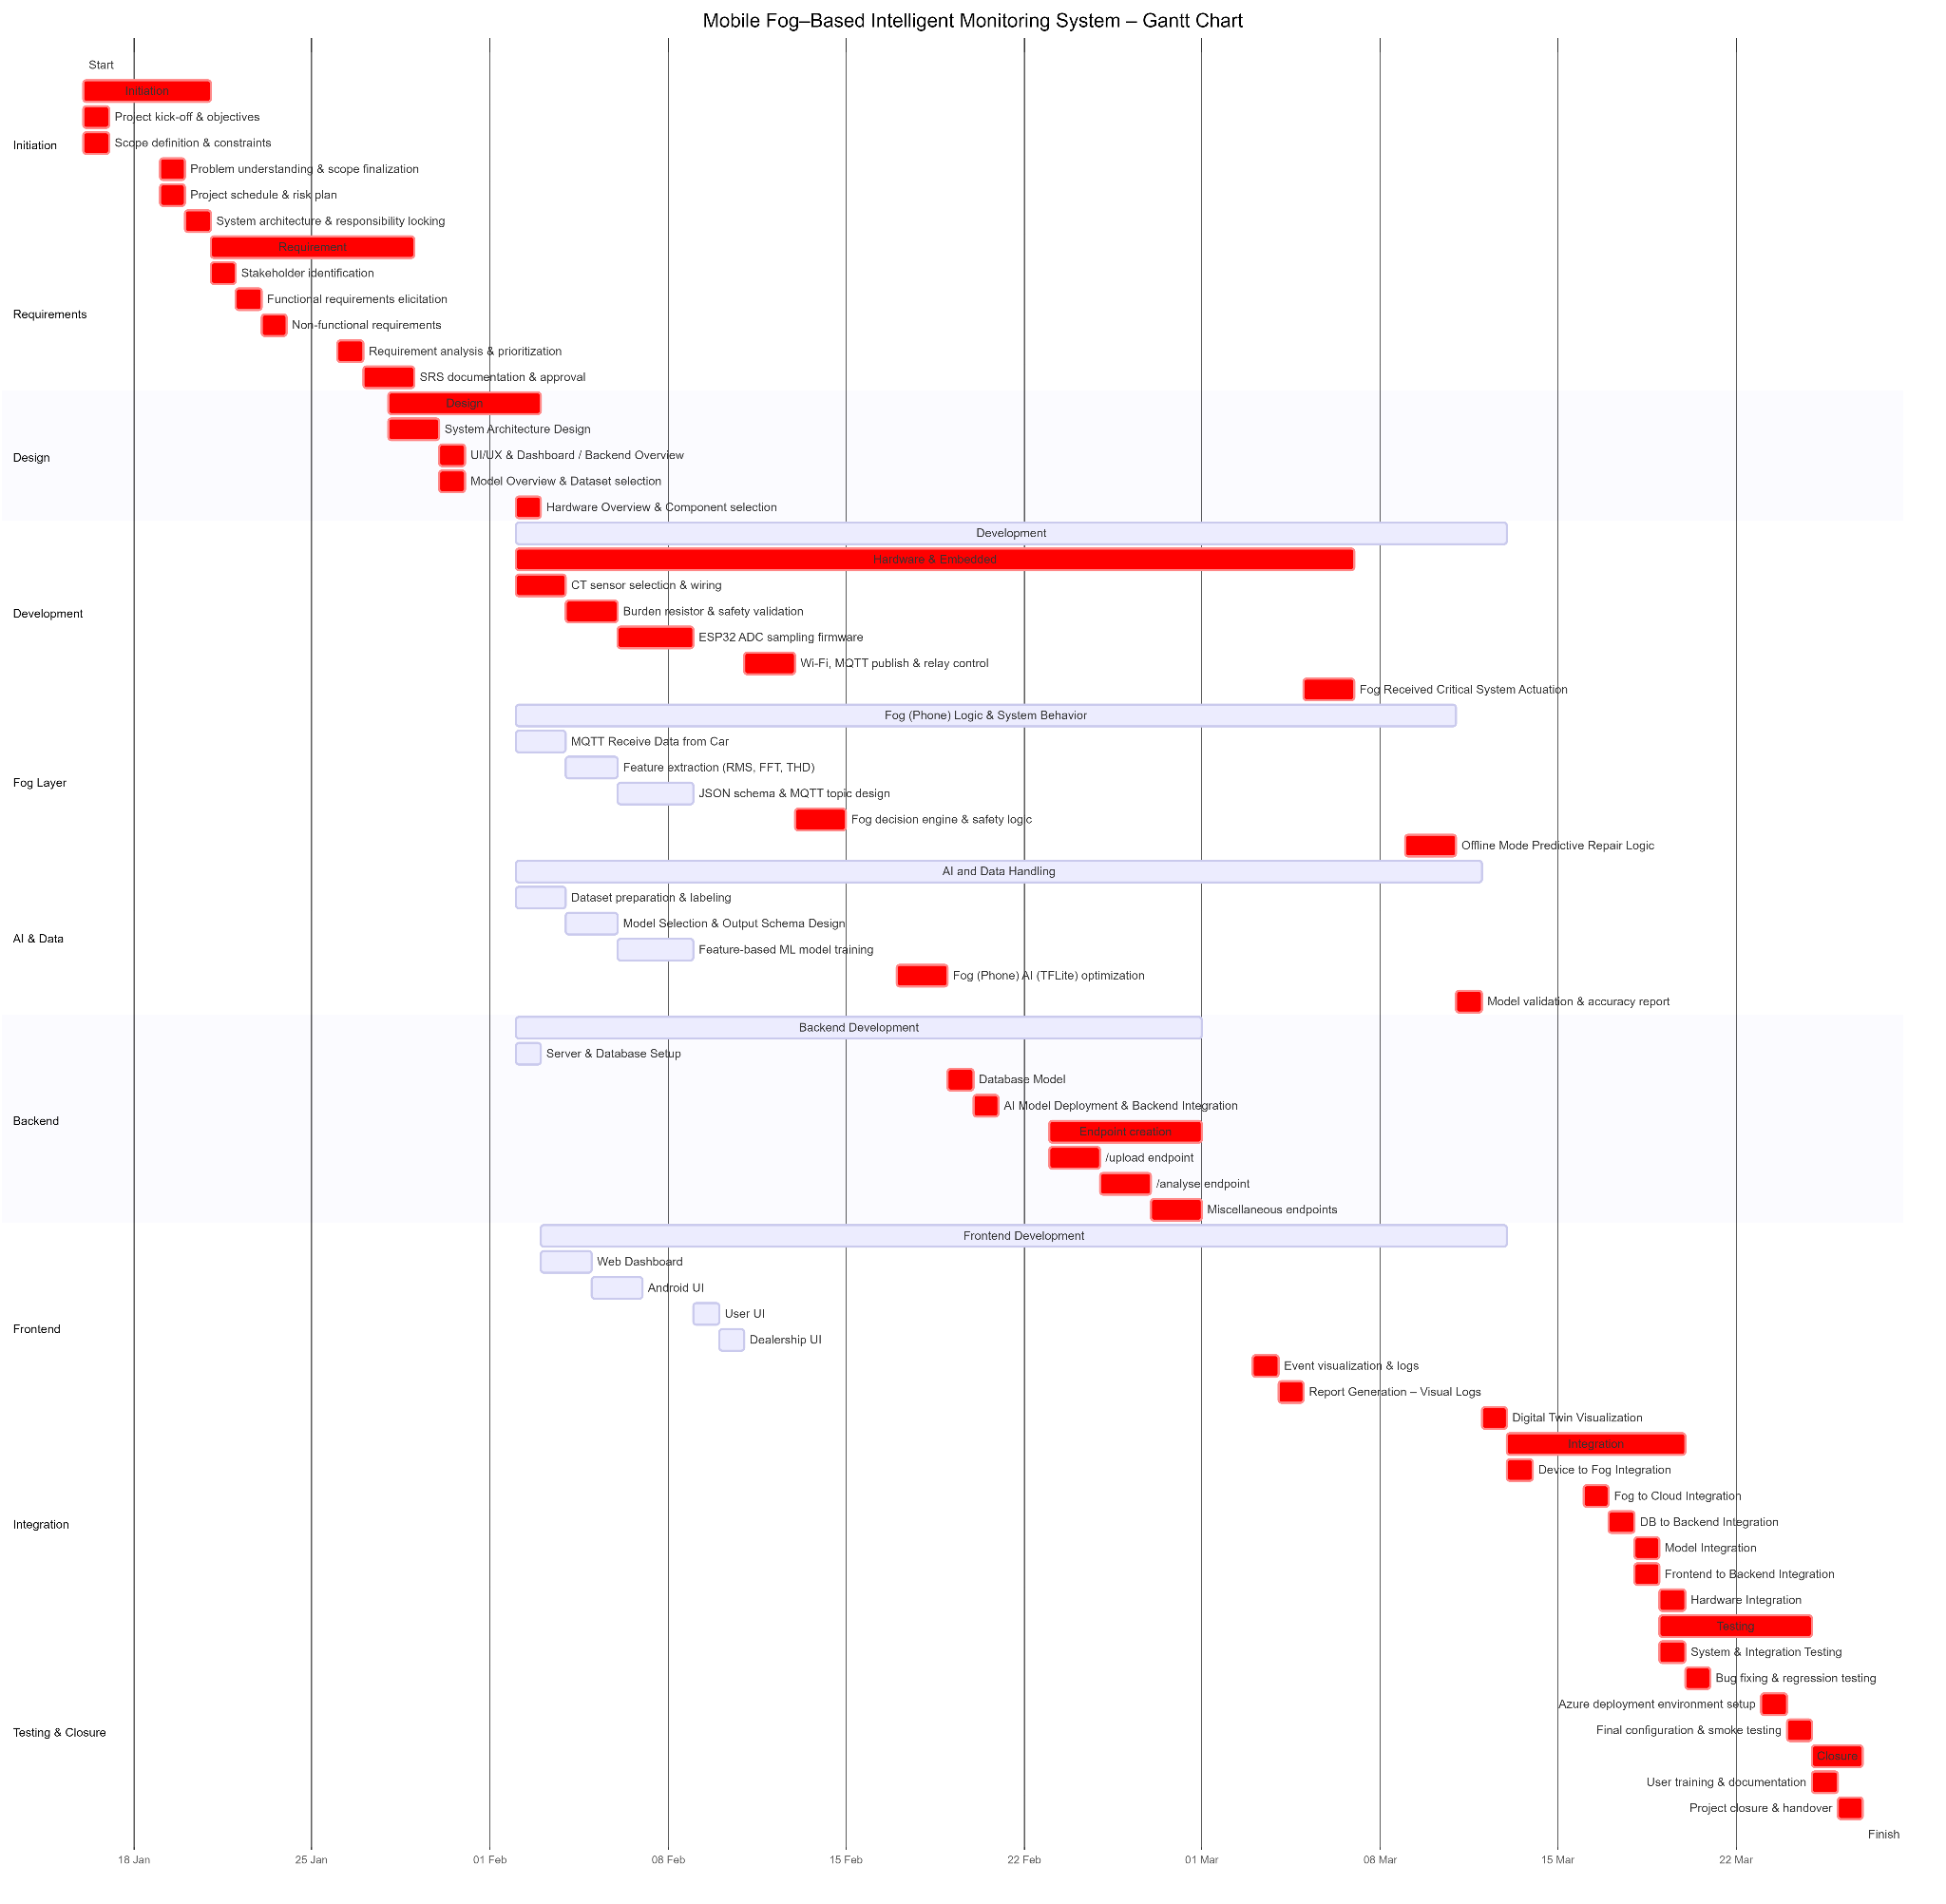 Mobile Fog–Based Intelligent Monitoring System – Gantt Chart
Start
Initiation
Project kick-off & objectives
Scope definition & constraints
Initiation
Problem understanding & scope finalization
Project schedule & risk plan
System architecture & responsibility locking
Requirement
Stakeholder identification
Functional requirements elicitation
Requirements
Non-functional requirements
Requirement analysis & prioritization
SRS documentation & approval
Design
System Architecture Design
UI/UX & Dashboard / Backend Overview
Design
Model Overview & Dataset selection
Hardware Overview & Component selection
Development
Hardware & Embedded
CT sensor selection & wiring
Burden resistor & safety validation
Development
ESP32 ADC sampling firmware
Wi-Fi, MQTT publish & relay control
Fog Received Critical System Actuation
Fog (Phone) Logic & System Behavior
MQTT Receive Data from Car
Feature extraction (RMS, FFT, THD)
Fog Layer
JSON schema & MQTT topic design
Fog decision engine & safety logic
Offline Mode Predictive Repair Logic
AI and Data Handling
Dataset preparation & labeling
Model Selection & Output Schema Design
AI & Data
Feature-based ML model training
Fog (Phone) AI (TFLite) optimization
Model validation & accuracy report
Backend Development
Server & Database Setup
Database Model
AI Model Deployment & Backend Integration
Backend
Endpoint creation
/upload endpoint
/analyse endpoint
Miscellaneous endpoints
Frontend Development
Web Dashboard
Android UI
User UI
Frontend
Dealership UI
Event visualization & logs
Report Generation – Visual Logs
Digital Twin Visualization
Integration
Device to Fog Integration
Fog to Cloud Integration
DB to Backend Integration
Integration
Model Integration
Frontend to Backend Integration
Hardware Integration
Testing
System & Integration Testing
Bug fixing & regression testing
Azure deployment environment setup
Final configuration & smoke testing
Testing & Closure
Closure
User training & documentation
Project closure & handover
Finish
18 Jan
25 Jan
01 Feb
08 Feb
15 Feb
22 Feb
01 Mar
08 Mar
15 Mar
22 Mar